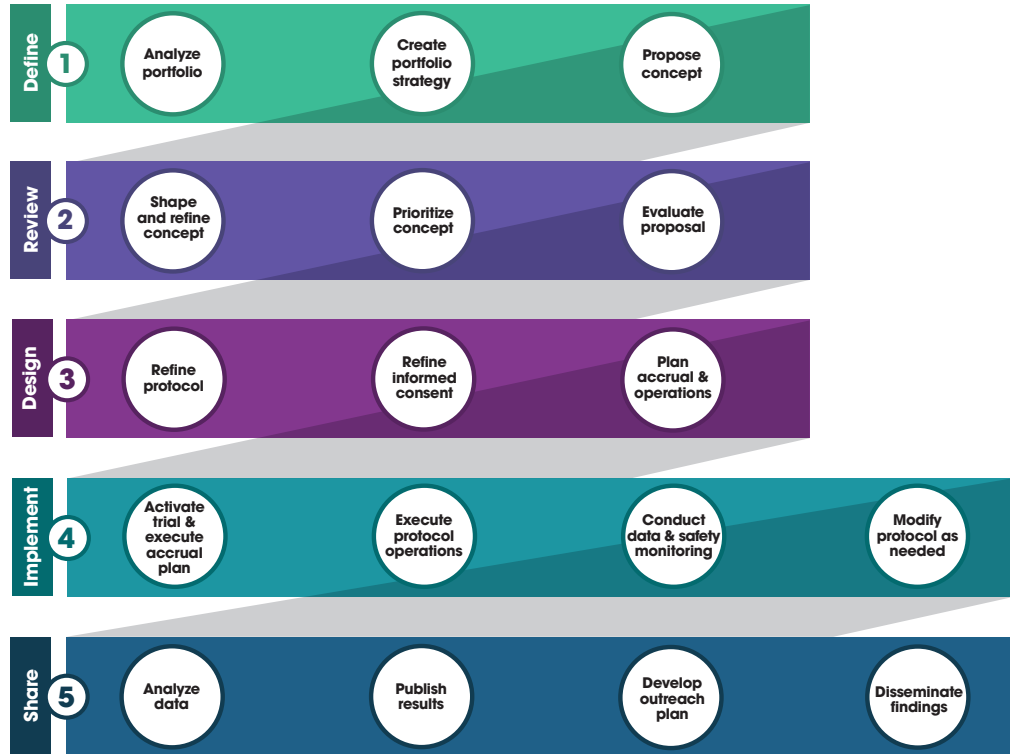 Define
1
Analyze
portfolio
Create
portfolio
strategy
Propose
concept
Review
2
Shape
and refine
concept
Prioritize
concept
Evaluate
proposal
Design
3
Refine
protocol
Refine
informed
consent
Plan
accrual &
operations
Implement
4
Activate
trial &
execute
accrual
plan
Execute
protocol
operations
Conduct
data & safety
monitoring
Modify
protocol as
needed
Share
5
Analyze
data
Publish
results
Develop
outreach
plan
Disseminate
findings